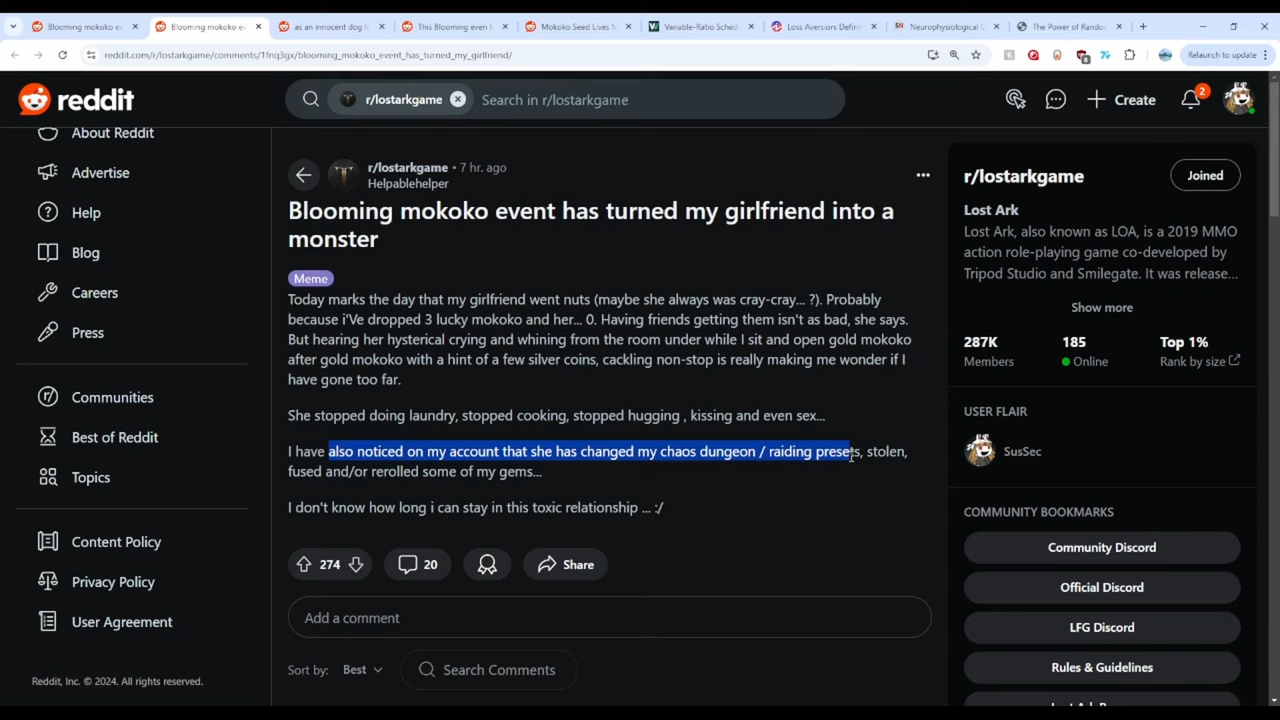 Blooming mokoko eve
Blooming mokoko eve
as an innocent dog l
This Blooming even t
Mokoko Seed Lives M
Variable-Ratio Sched
Loss Aversion: Defini
Neurophysiological C
The Power of Rando
reddit.com/r/lostarkgame/comments/1fnq3gx/blooming_mokoko_event_has_turned_my_girlfriend/
Relaunch to update
reddit
r/lostarkgame
Search in r/lostarkgame
Create
2
About Reddit
Advertise
Help
Blog
Careers
Press
Communities
Best of Reddit
Topics
Content Policy
Privacy Policy
User Agreement
Reddit, Inc. © 2024. All rights reserved.
r/lostarkgame • 7 hr. ago
Helpablehelper
Blooming mokoko event has turned my girlfriend into a
monster
Meme
Today marks the day that my girlfriend went nuts (maybe she always was cray-cray... ?). Probably
because i'Ve dropped 3 lucky mokoko and her... 0. Having friends getting them isn't as bad, she says.
But hearing her hysterical crying and whining from the room under while I sit and open gold mokoko
after gold mokoko with a hint of a few silver coins, cackling non-stop is really making me wonder if I
have gone too far.
She stopped doing laundry, stopped cooking, stopped hugging , kissing and even sex...
I have also noticed on my account that she has changed my chaos dungeon / raiding presets, stolen,
fused and/or rerolled some of my gems...
I don't know how long i can stay in this toxic relationship ... :/
274
20
Share
Add a comment
Sort by: Best
Search Comments
r/lostarkgame
Joined
Lost Ark
Lost Ark, also known as LOA, is a 2019 MMO
action role-playing game co-developed by
Tripod Studio and Smilegate. It was release...
Show more
287K 185 Top 1%
Members Online Rank by size
USER FLAIR
SusSec
COMMUNITY BOOKMARKS
Community Discord
Official Discord
LFG Discord
Rules & Guidelines